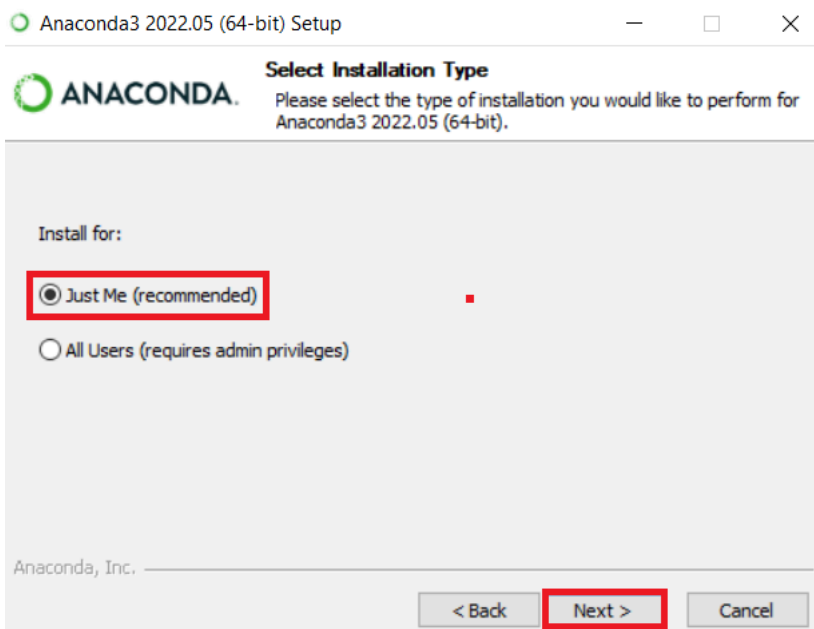 Anaconda3 2022.05 (64-bit) Setup
ANACONDA.
Select Installation Type
Please select the type of installation you would like to perform for
Anaconda3 2022.05 (64-bit).
Install for:
Just Me (recommended)
All Users (requires admin privileges)
Anaconda, Inc.
< Back
Next >
Cancel